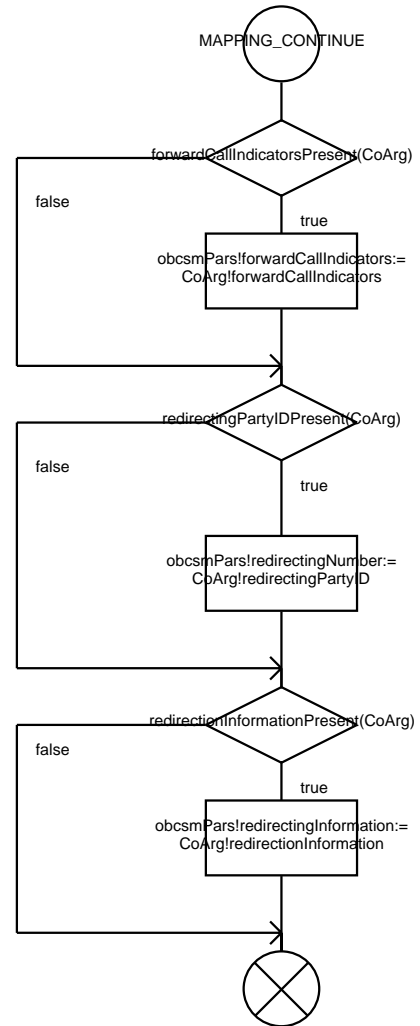 MAPPING_CONTINUE
forwardCallIndicatorsPresent(CoArg)
false
true
obcsmPars!forwardCallIndicators:=
CoArg!forwardCallIndicators
redirectingPartyIDPresent(CoArg)
false
true
obcsmPars!redirectingNumber:=
CoArg!redirectingPartyID
redirectionInformationPresent(CoArg)
false
true
obcsmPars!redirectingInformation:=
CoArg!redirectionInformation